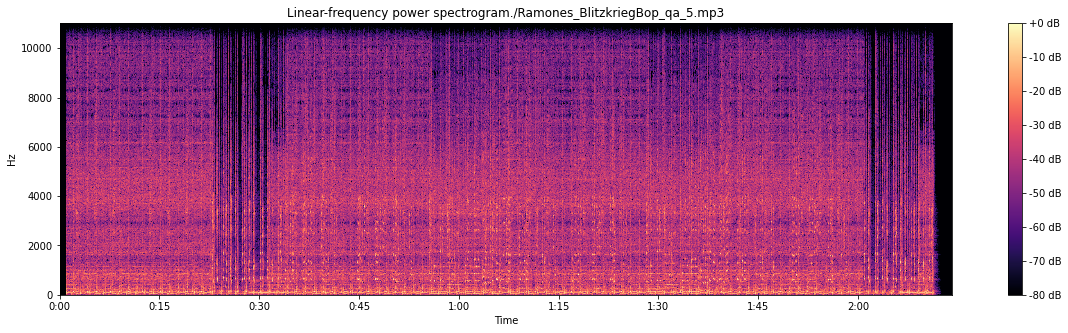 Linear-frequency power spectrogram./Ramones_BlitzkriegBop_qa_5.mp3
10000
8000
6000
4000
2000
0
Hz
0:00
0:15
0:30
0:45
1:00
1:15
1:30
1:45
2:00
Time
+0 dB
-10 dB
-20 dB
-30 dB
-40 dB
-50 dB
-60 dB
-70 dB
-80 dB